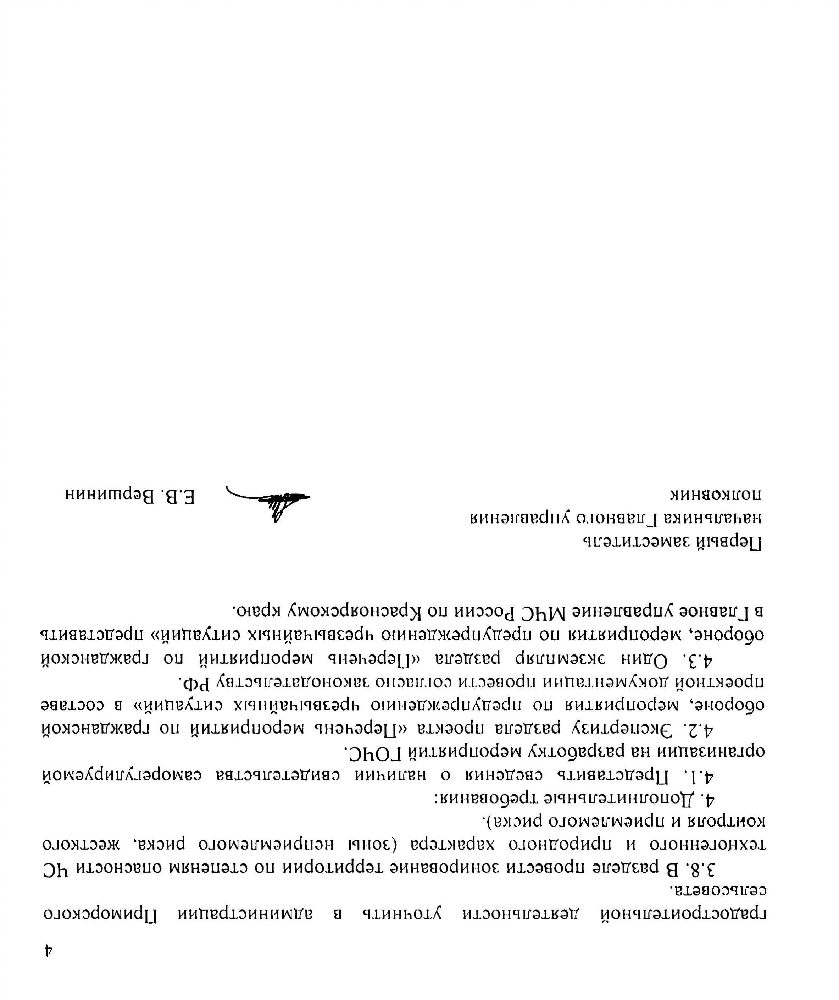 4
градостроительной деятельности уточнить в администрации Приморского
сельсовета.
3.8. В разделе провести зонирование территории по степеням опасности ЧС
техногенного и природного характера (зоны неприемлемого риска, жесткого
контроля и приемлемого риска).
4. Дополнительные требования:
4.1. Представить сведения о наличии свидетельства саморегулируемой
организации на разработку мероприятий ГОЧС.
4.2. Экспертизу раздела проекта «Перечень мероприятий по гражданской
обороне, мероприятия по предупреждению чрезвычайных ситуаций» в составе
проектной документации провести согласно законодательству РФ.
4.3. Один экземпляр раздела «Перечень мероприятий по гражданской
обороне, мероприятия по предупреждению чрезвычайных ситуаций» представить
в Главное управление МЧС России по Красноярскому краю.
Первый заместитель
начальника Главного управления
полковник Е.В. Вершинин